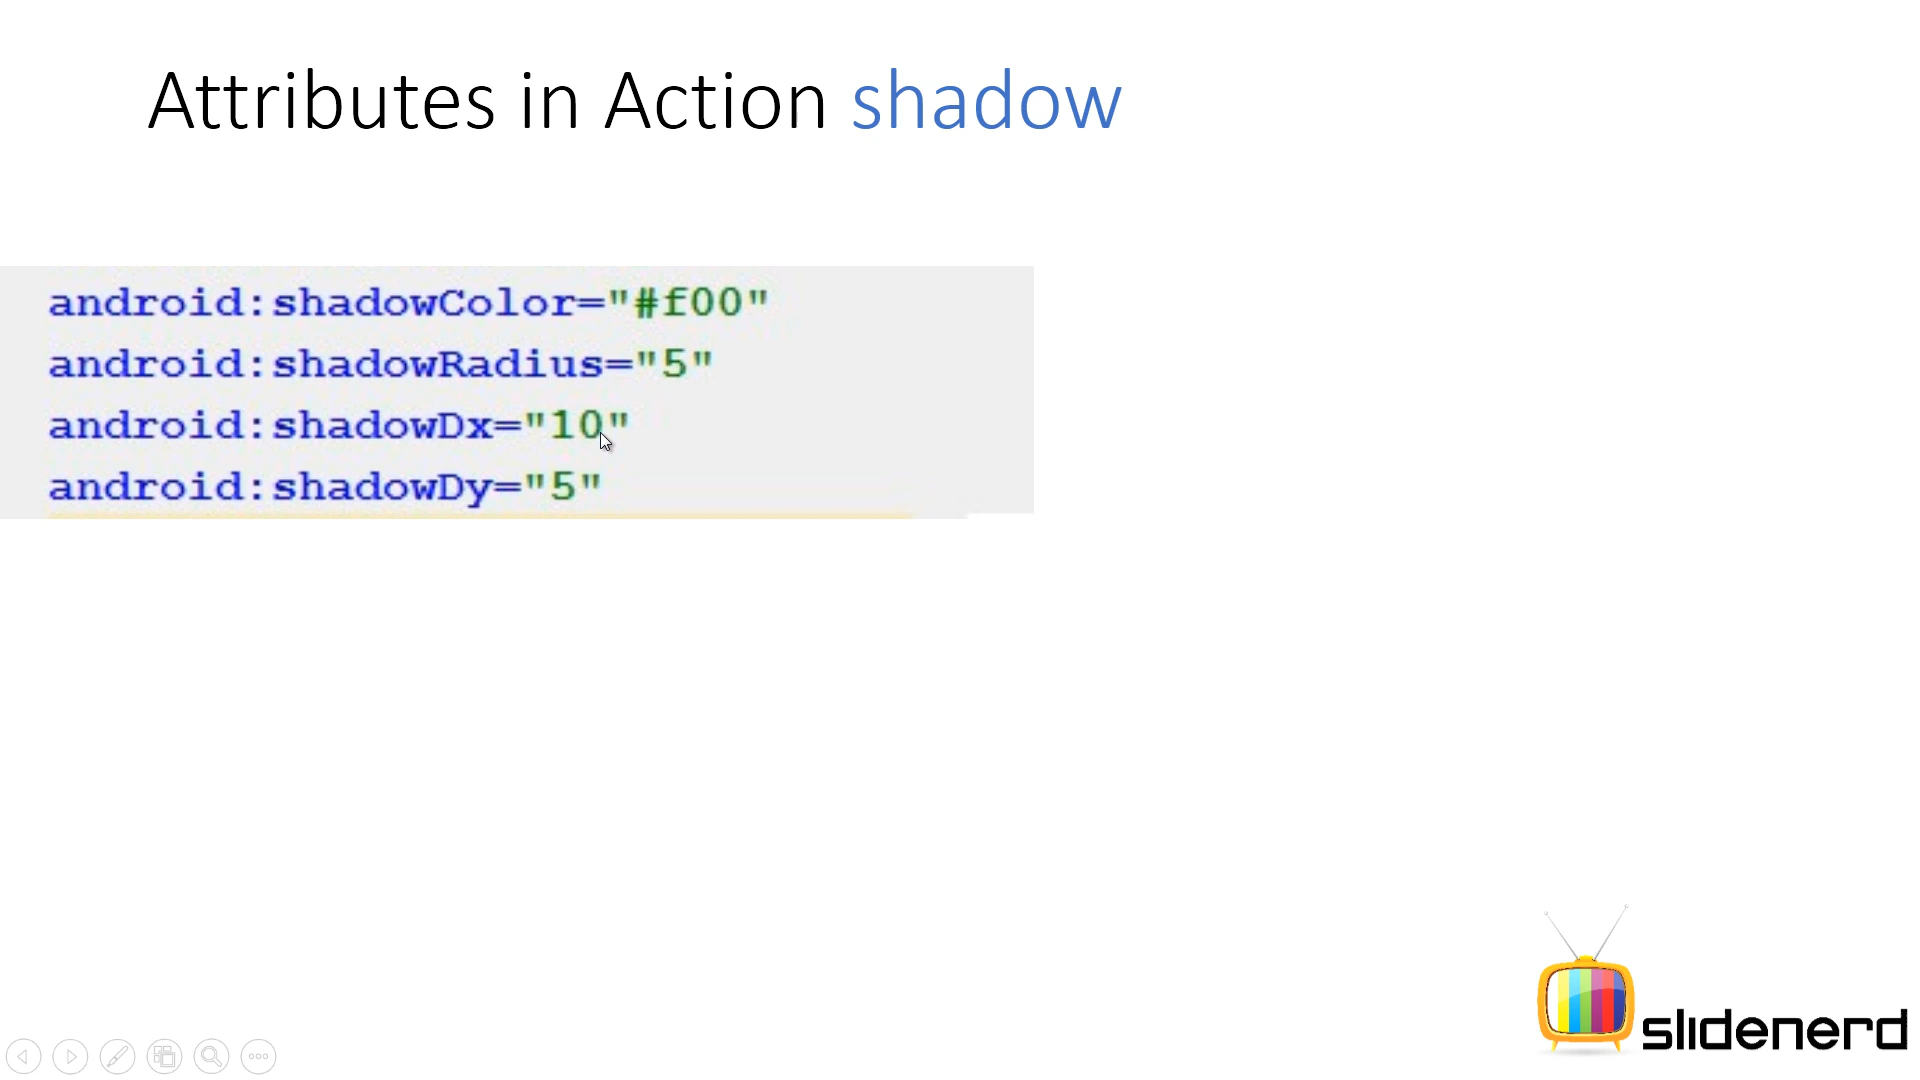 Attributes in Action shadow
android:shadowColor="#f00"
android:shadowRadius="5"
android:shadowDx="10"
android:shadowDy="5"
slidenerd